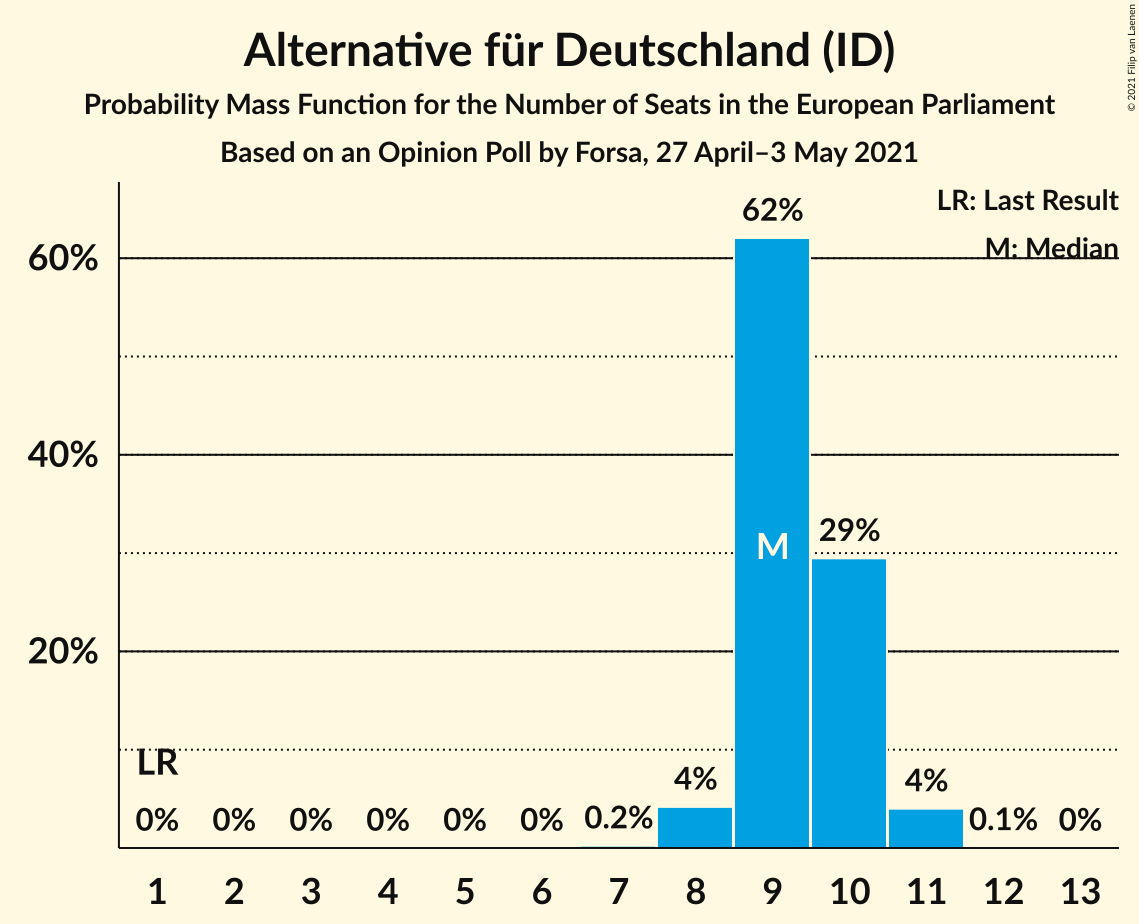 Alternative für Deutschland (ID)
Probability Mass Function for the Number of Seats in the European Parliament
Based on an Opinion Poll by Forsa, 27 April–3 May 2021
© 2021 Filip van Laenen
LR: Last Result
M: Median
62%
60%
40%
M
29%
20%
LR
4%
4%
0% 0% 0% 0% 0% 0% 0.2% 0.1% 0%
1 2 3 4 5 6 7 8 9 10 11 12 13